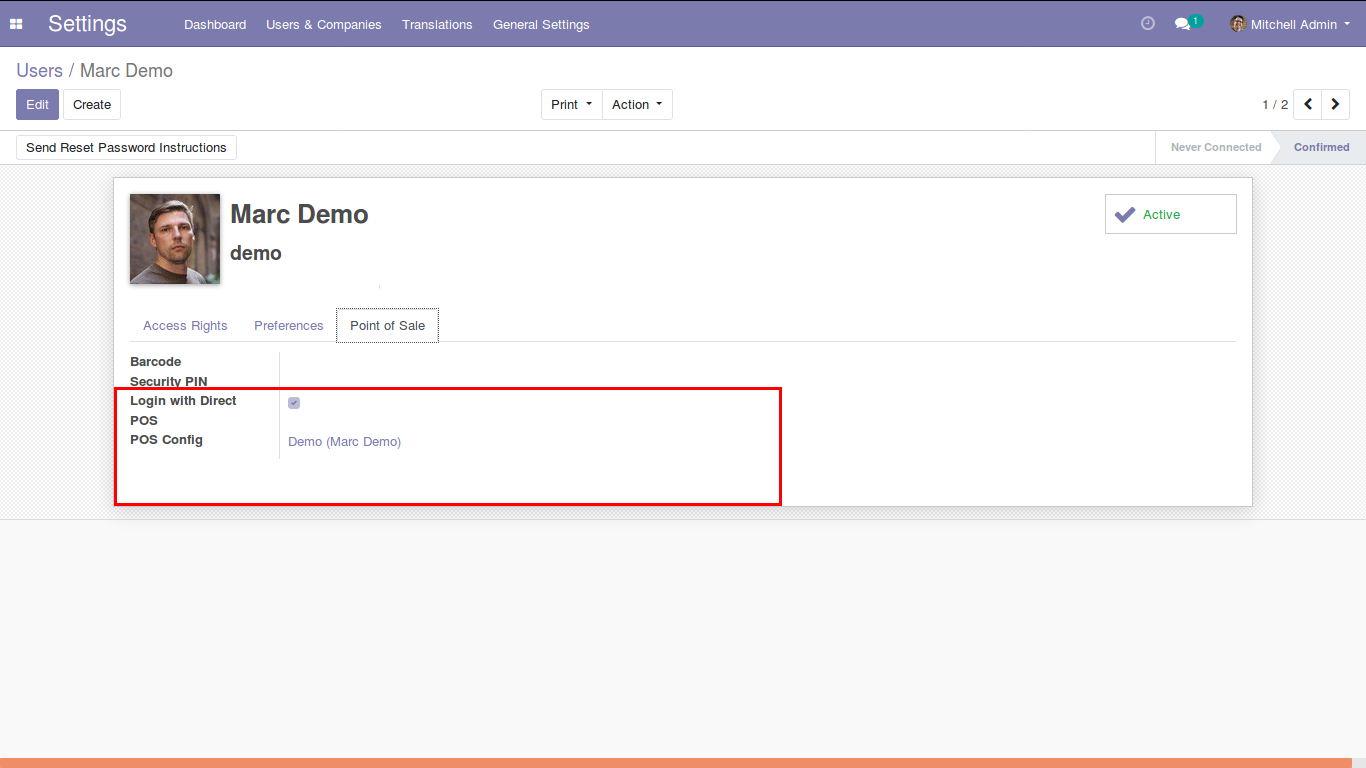 Settings Dashboard Users & Companies Translations General Settings 1 Mitchell Admin
Users / Marc Demo
Edit Create Print Action 1 / 2
Send Reset Password Instructions Never Connected Confirmed
Marc Demo
Active
demo
Access Rights Preferences Point of Sale
Barcode
Security PIN
Login with Direct
POS
POS Config Demo (Marc Demo)